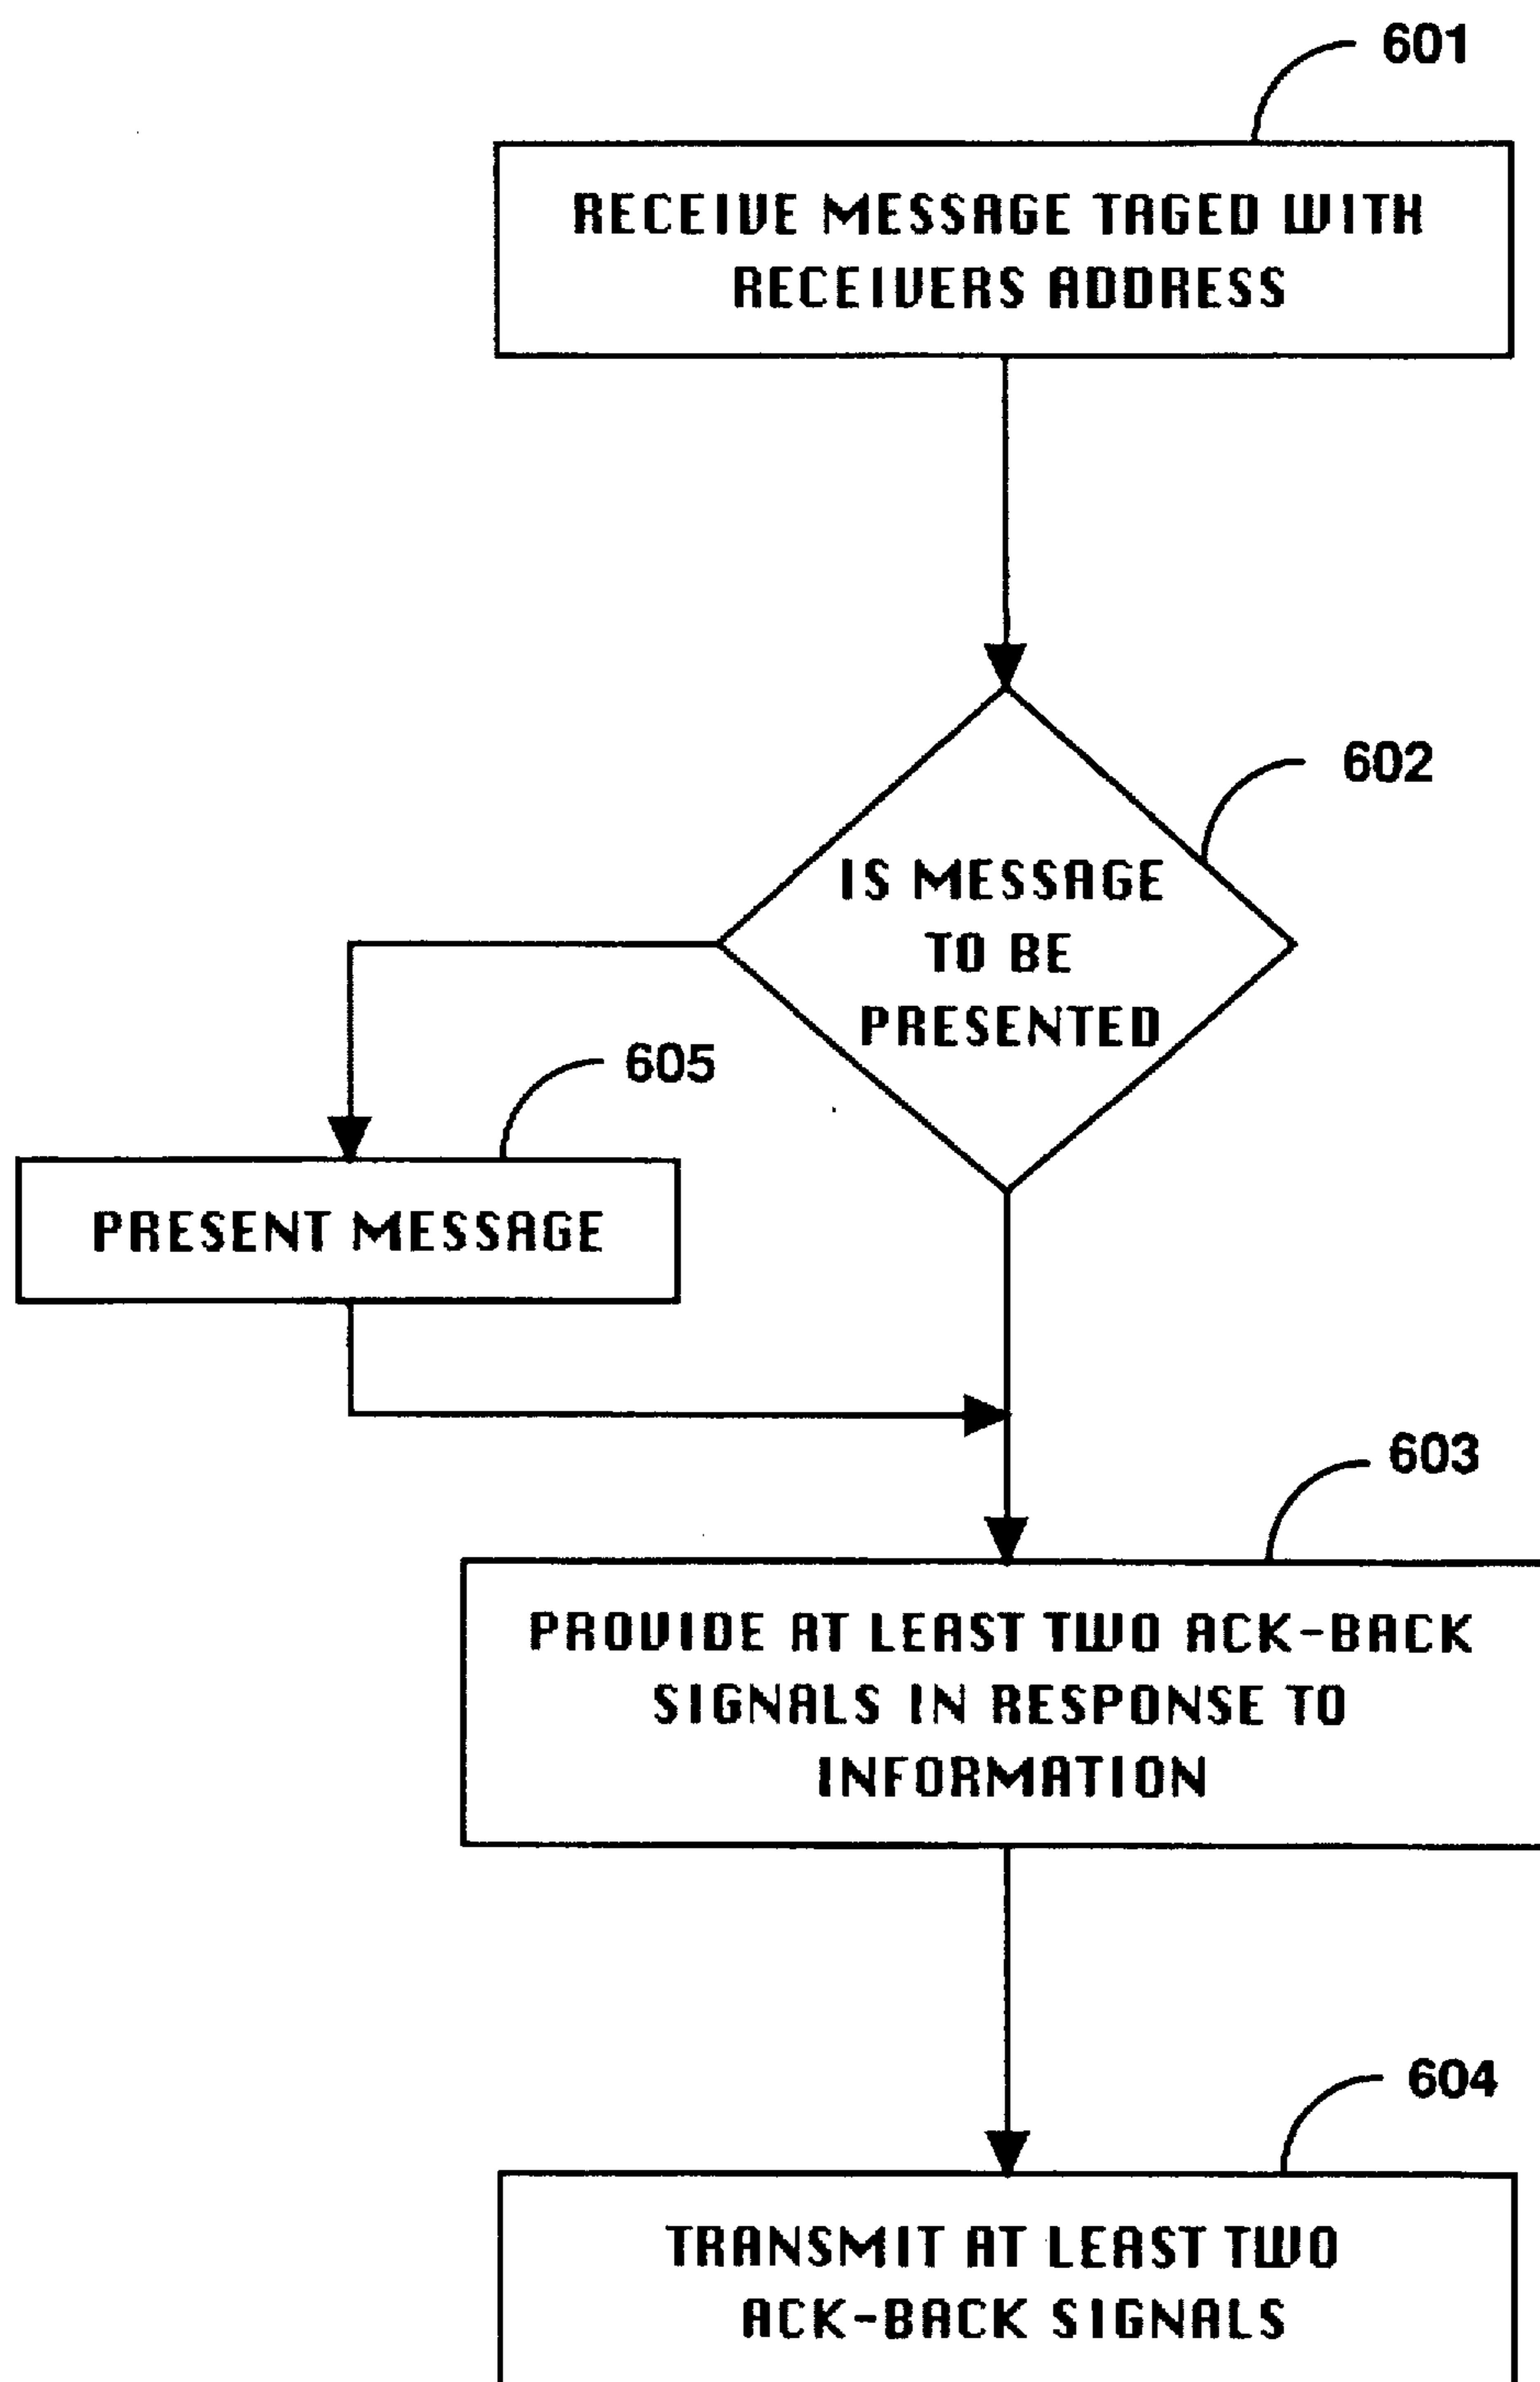 601
RECEIVE MESSAGE TAGED WITH
RECEIVERS ADDRESS
602
IS MESSAGE
TO BE
PRESENTED
605
PRESENT MESSAGE
603
PROVIDE AT LEAST TWO ACK-BACK
SIGNALS IN RESPONSE TO
INFORMATION
604
TRANSMIT AT LEAST TWO
ACK-BACK SIGNALS